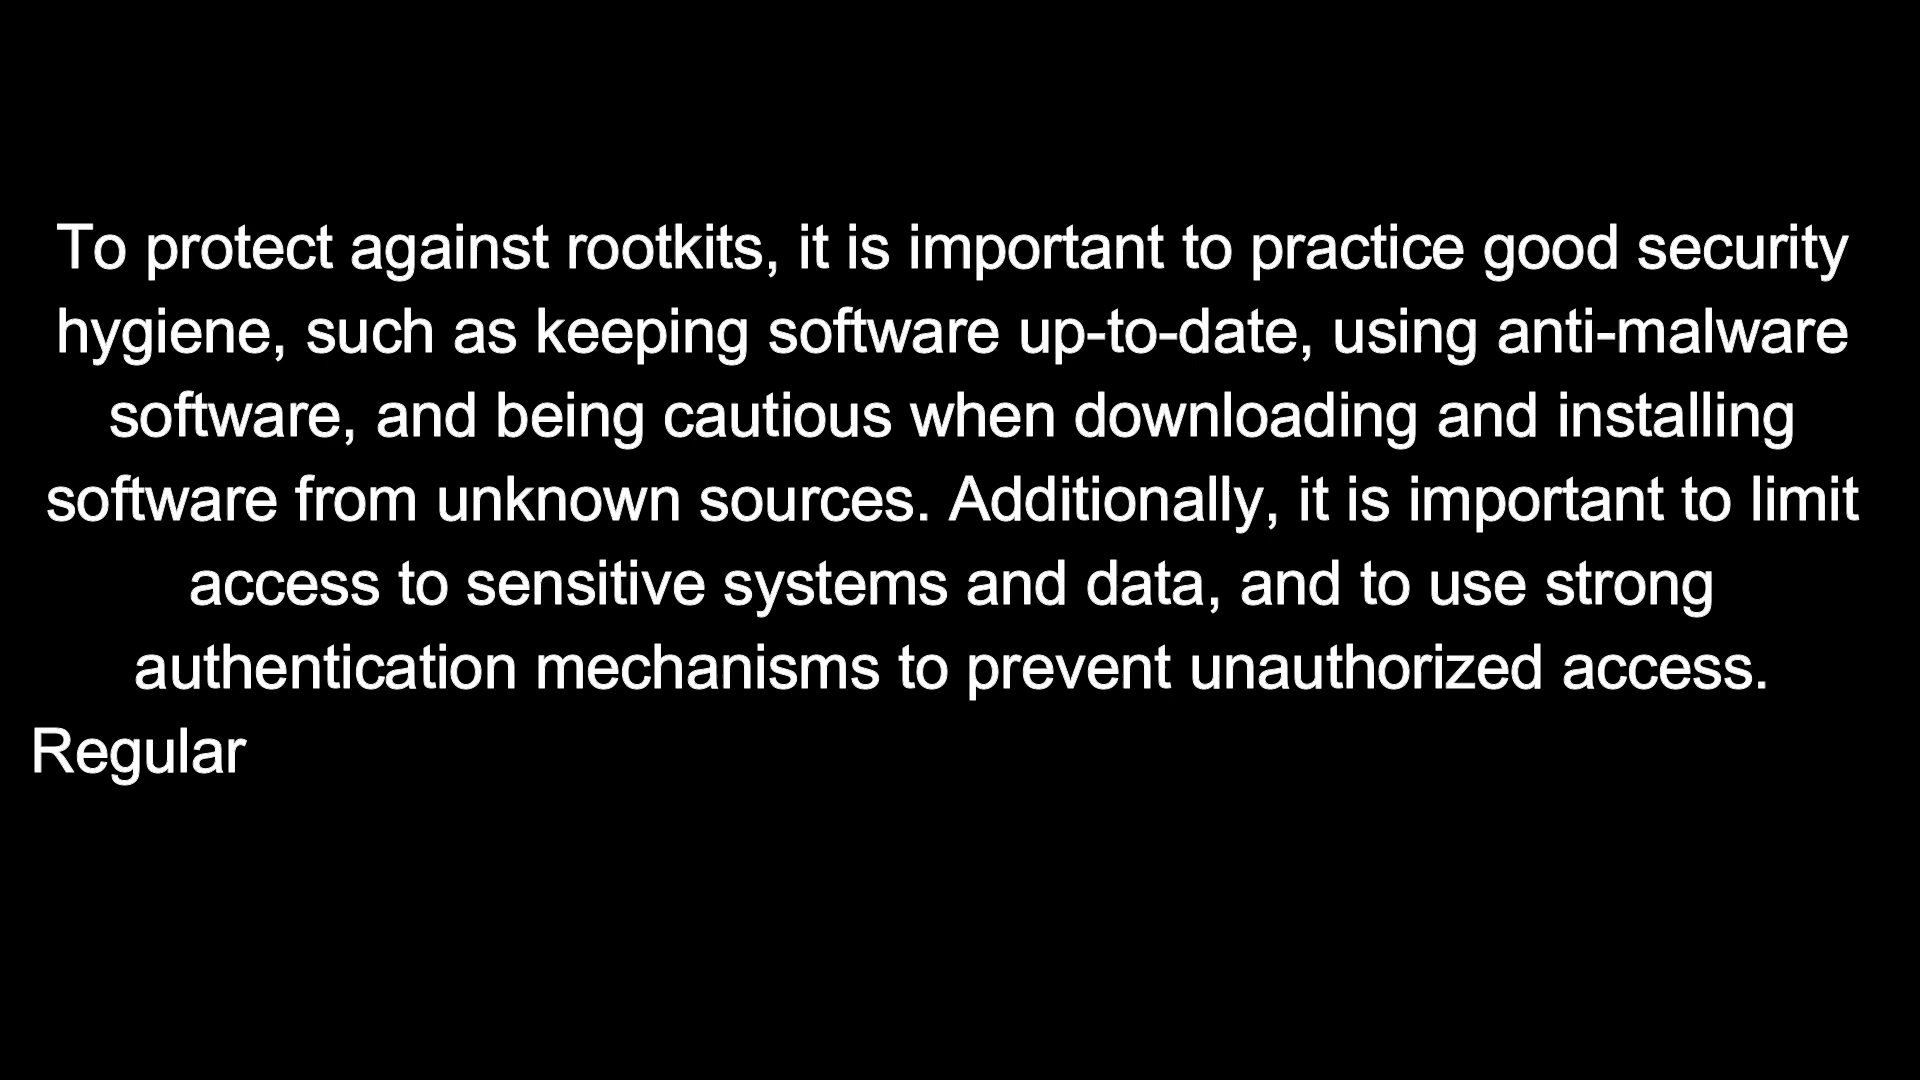 To protect against rootkits, it is important to practice good security
hygiene, such as keeping software up-to-date, using anti-malware
software, and being cautious when downloading and installing
software from unknown sources. Additionally, it is important to limit
access to sensitive systems and data, and to use strong
authentication mechanisms to prevent unauthorized access.
Regular